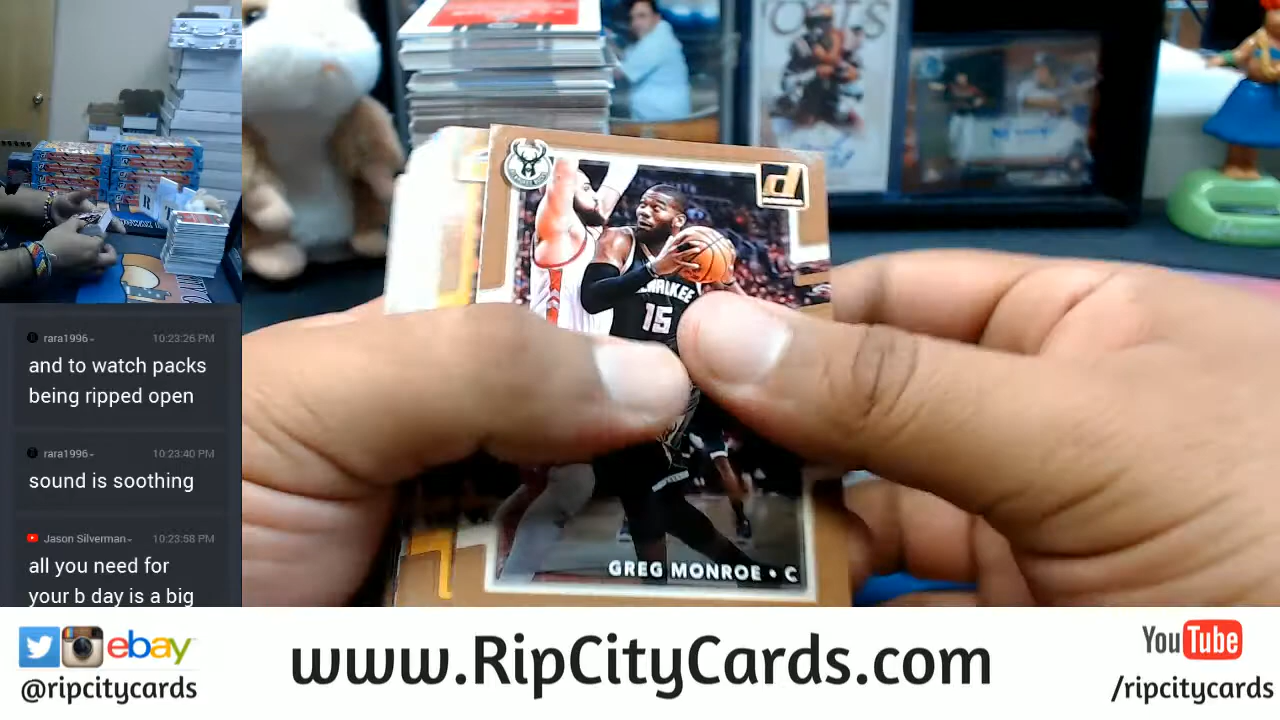 rara1996
10:23:26 PM
and to watch packs
being ripped open
rara1996
10:23:40 PM
sound is soothing
Jason Silverman
10:23:58 PM
all you need for
your b day is a big
MILWAUKEE
15
GREG MONROE • C
ebay
@ripcitycards
www.RipCityCards.com
YouTube
/ripcitycards